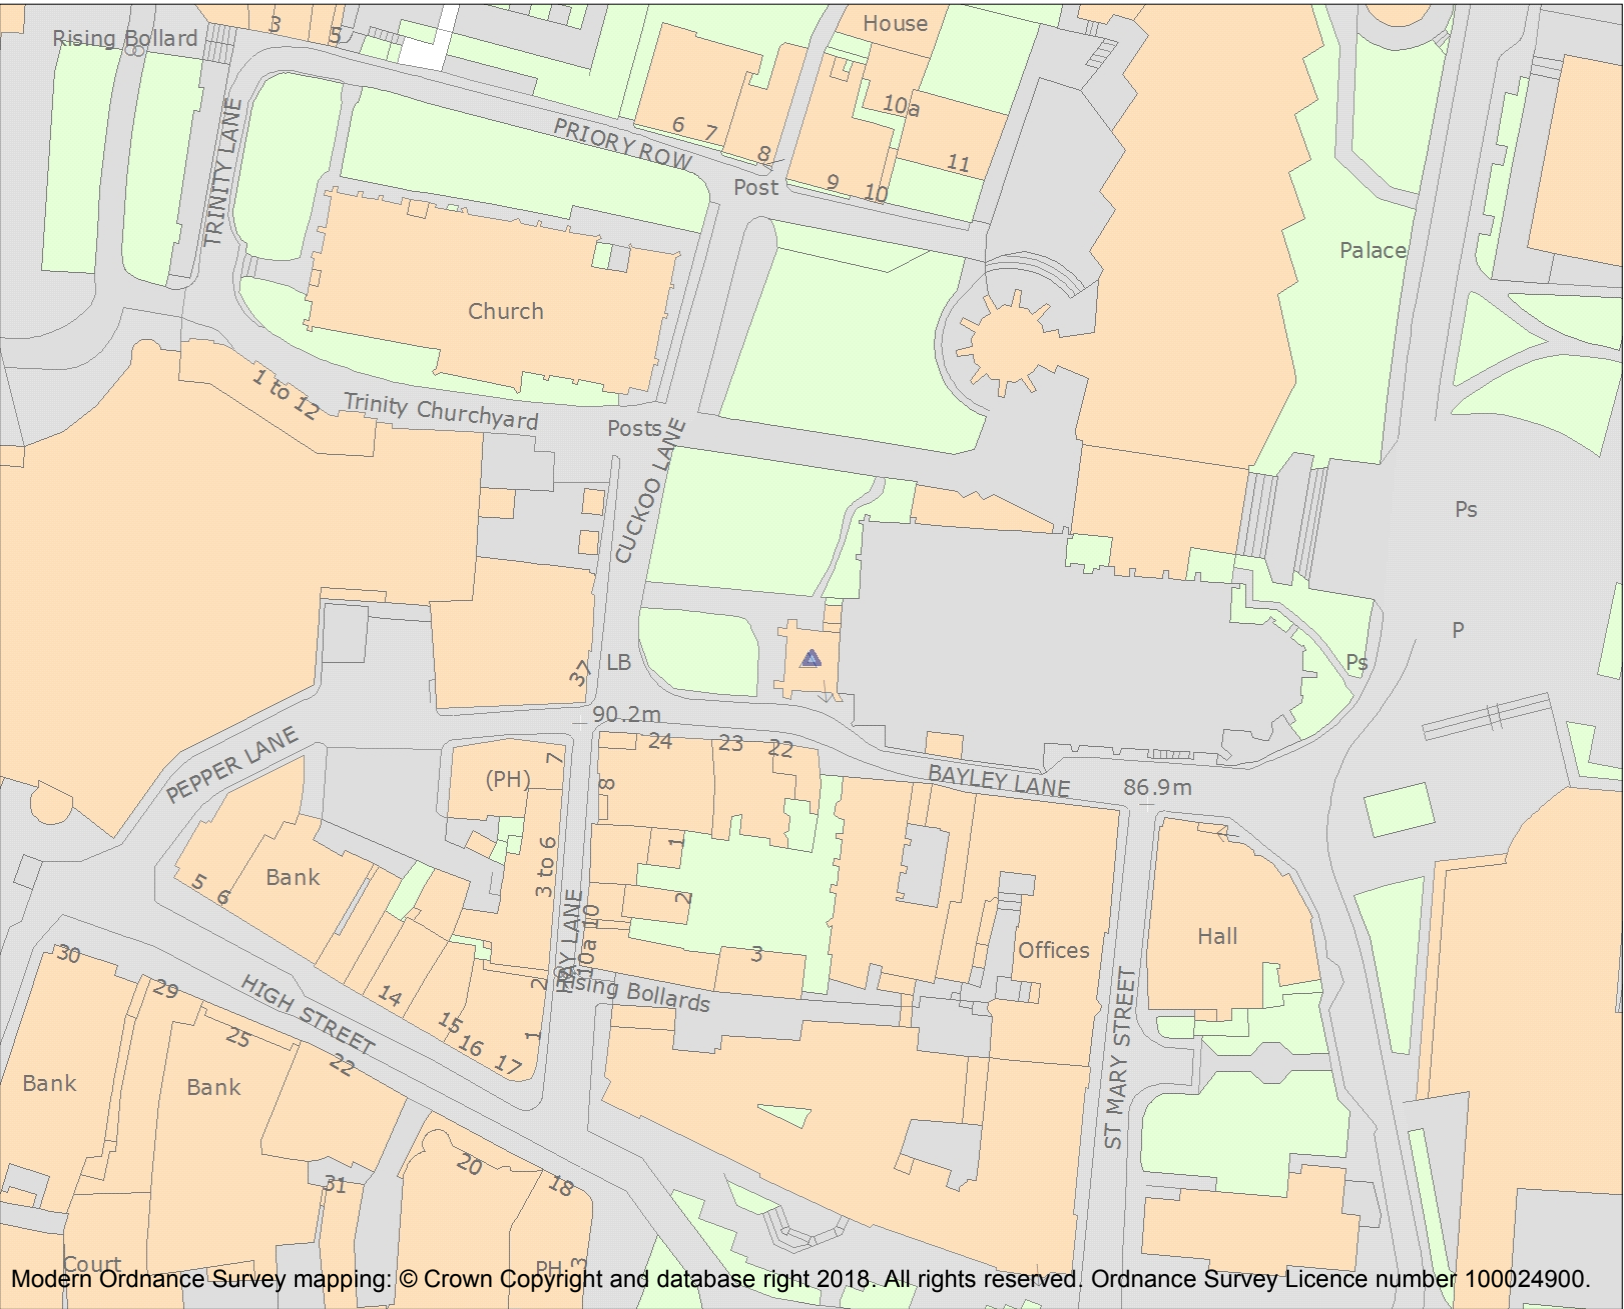 3
5
House
Rising Bollard
10a
TRINITY LANE
PRIORY ROW
6
7
8
11
9
10
Post
Palace
Church
1 to 12
Trinity Churchyard
Posts
CUCKOO LANE
Ps
P
Ps
LB
37
90.2m
24
23
22
PEPPER LANE
(PH)
7
8
BAYLEY LANE
86.9m
1
3 to 6
Bank
5
6
2
HAY LANE
10a
10
Offices
Hall
3
30
29
HIGH STREET
14
2
Rising Bollards
15
16
17
1
25
22
Bank
Bank
ST MARY STREET
20
18
31
Court
PH
3
Modern Ordnance Survey mapping: © Crown Copyright and database right 2018. All rights reserved. Ordnance Survey Licence number 100024900.